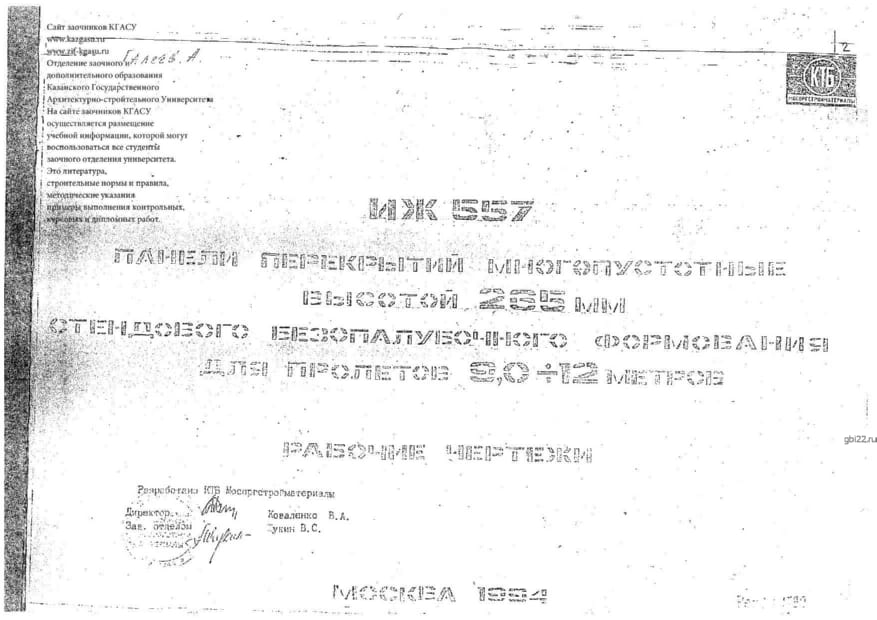 Сайт заочников КГАСУ
www.kazgasu.ru
www.zif-kgasu.ru
Отделение заочного и
дополнительного образования
Казанского Государственного
Архитектурно-строительного Университета
На сайте заочников КГАСУ
осуществляется размещение
учебной информации, которой могут
воспользоваться все студенты
заочного отделения университета.
Это литература,
строительные нормы и правила,
методические указания
примеры выполнения контрольных,
курсовых и дипломных работ.
2
КТБ
МОСОРГСТРОЙМАТЕРИАЛЫ
ИЖ 557
ПАНЕЛИ ПЕРЕКРЫТИЙ МНОГОПУСТОТНЫЕ
ВЫСОТОЙ 265 ММ
СТЕНДОВОГО БЕЗОПАЛУБОЧНОГО ФОРМОВАНИЯ
ДЛЯ ПРОЛЕТОВ 9,0÷12 МЕТРОВ
gbi22.ru
РАБОЧИЕ ЧЕРТЕЖИ
Разработаны КТБ Мосоргстройматериалы
Директор Коваленко В.А.
Зав. отделом В.С.
МОСКВА 1994